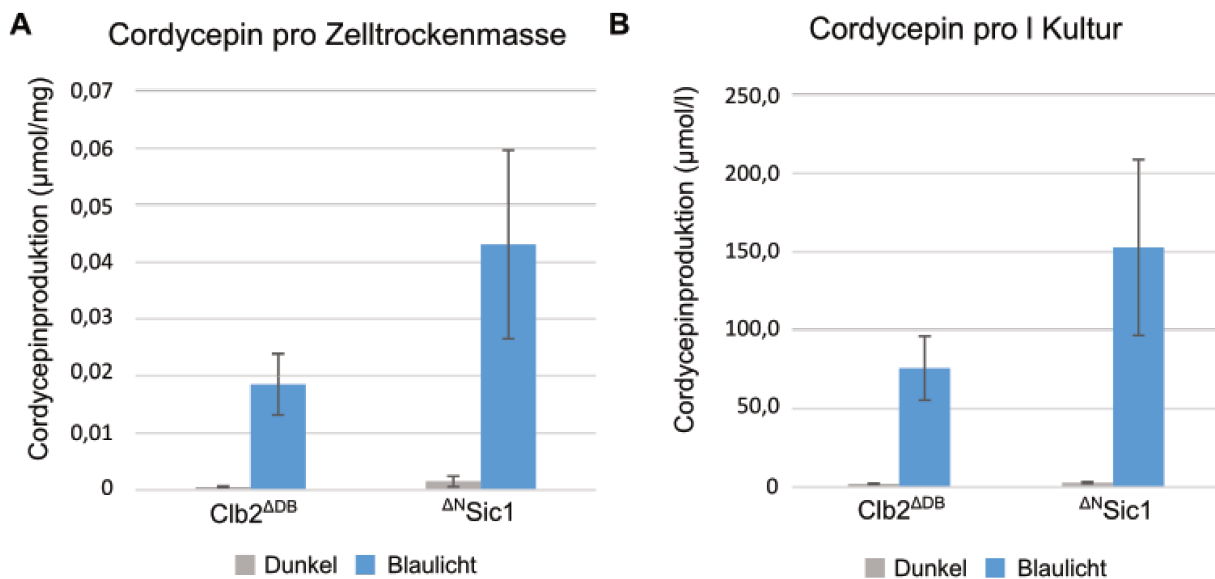 A
Cordycepin pro Zelltrockenmasse
Cordycepinproduktion (µmol/mg)
0,07
0,06
0,05
0,04
0,03
0,02
0,01
0
Clb2ΔDB
ΔNSic1
Dunkel
Blaulicht
B
Cordycepin pro l Kultur
Cordycepinproduktion (µmol/l)
250,0
200,0
150,0
100,0
50,0
0
Clb2ΔDB
ΔNSic1
Dunkel
Blaulicht